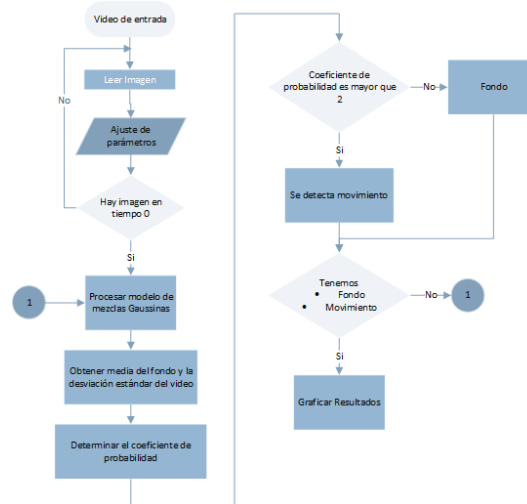 Video de entrada
Leer Imagen
No
Ajuste de
parámetros
Hay imagen en
tiempo 0
Si
1
Procesar modelo de
mezclas Gaussinas
Obtener media del fondo y la
desviación estándar del video
Determinar el coeficiente de
probabilidad
Coeficiente de
probabilidad es mayor que
2
No
Fondo
Si
Se detecta movimiento
Tenemos
• Fondo
• Movimiento
No
1
Si
Graficar Resultados